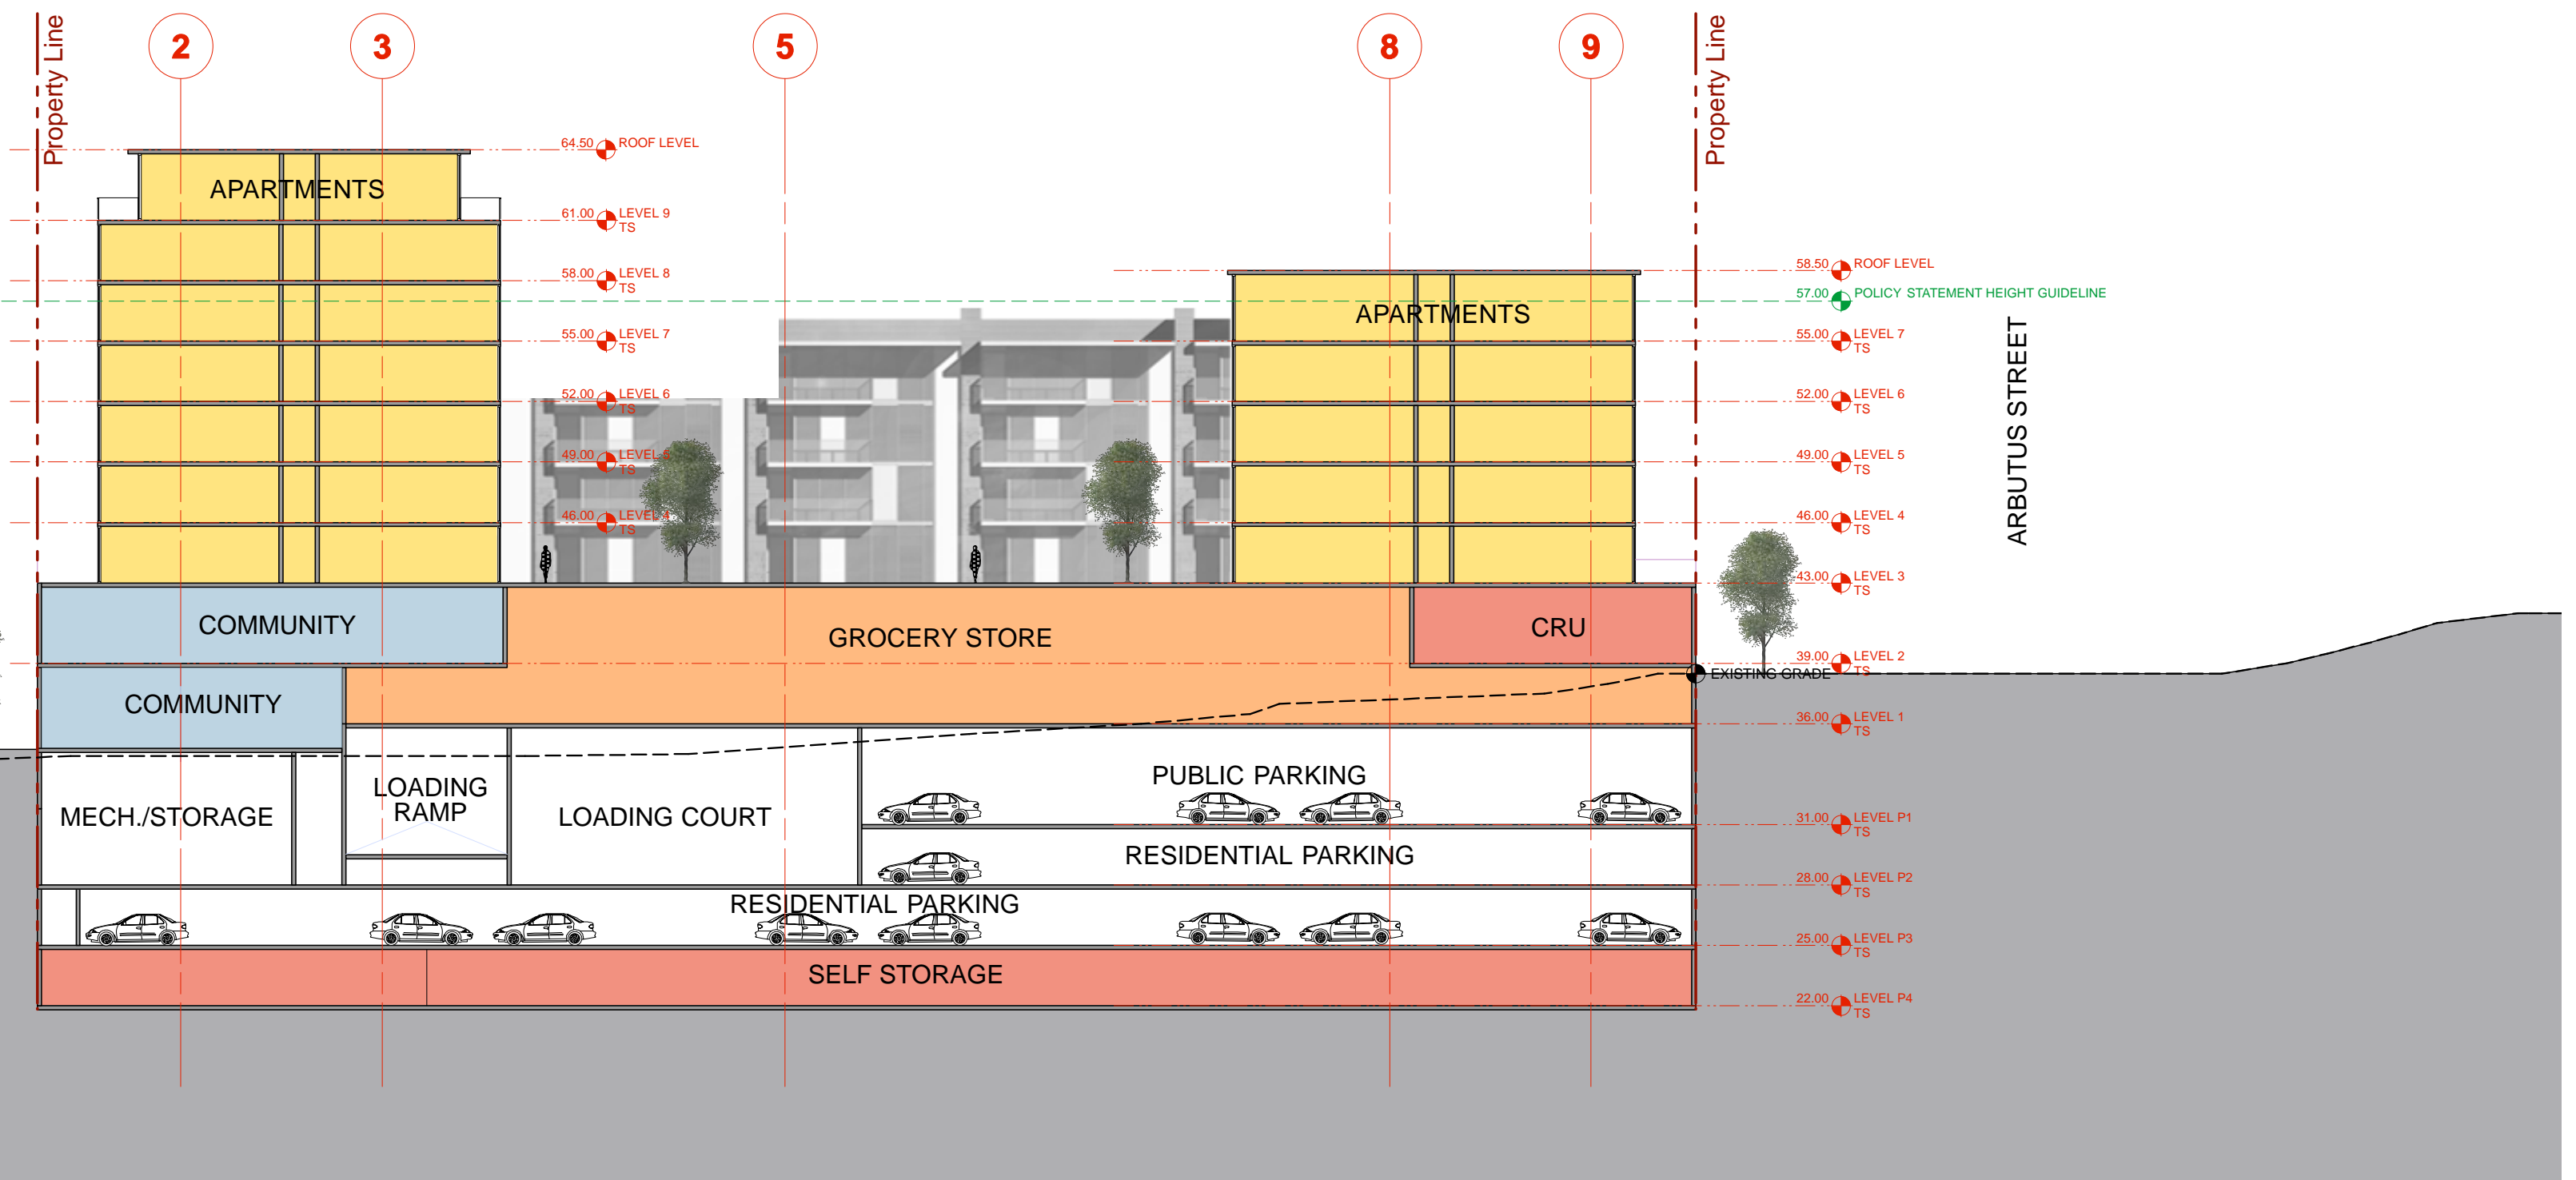 Property Line
2
3
5
8
9
Property Line
64.50 ROOF LEVEL
APARTMENTS
61.00 LEVEL 9
TS
58.00 LEVEL 8
TS
58.50 ROOF LEVEL
57.00 POLICY STATEMENT HEIGHT GUIDELINE
APARTMENTS
55.00 LEVEL 7
TS
55.00 LEVEL 7
TS
ARBUTUS STREET
52.00 LEVEL 6
TS
52.00 LEVEL 6
TS
49.00 LEVEL 5
TS
49.00 LEVEL 5
TS
46.00 LEVEL 4
TS
46.00 LEVEL 4
TS
43.00 LEVEL 3
TS
COMMUNITY
GROCERY STORE
CRU
39.00 LEVEL 2
TS
EXISTING GRADE
COMMUNITY
36.00 LEVEL 1
TS
PUBLIC PARKING
LOADING
RAMP
MECH./STORAGE
LOADING COURT
31.00 LEVEL P1
TS
RESIDENTIAL PARKING
28.00 LEVEL P2
TS
RESIDENTIAL PARKING
25.00 LEVEL P3
TS
SELF STORAGE
22.00 LEVEL P4
TS